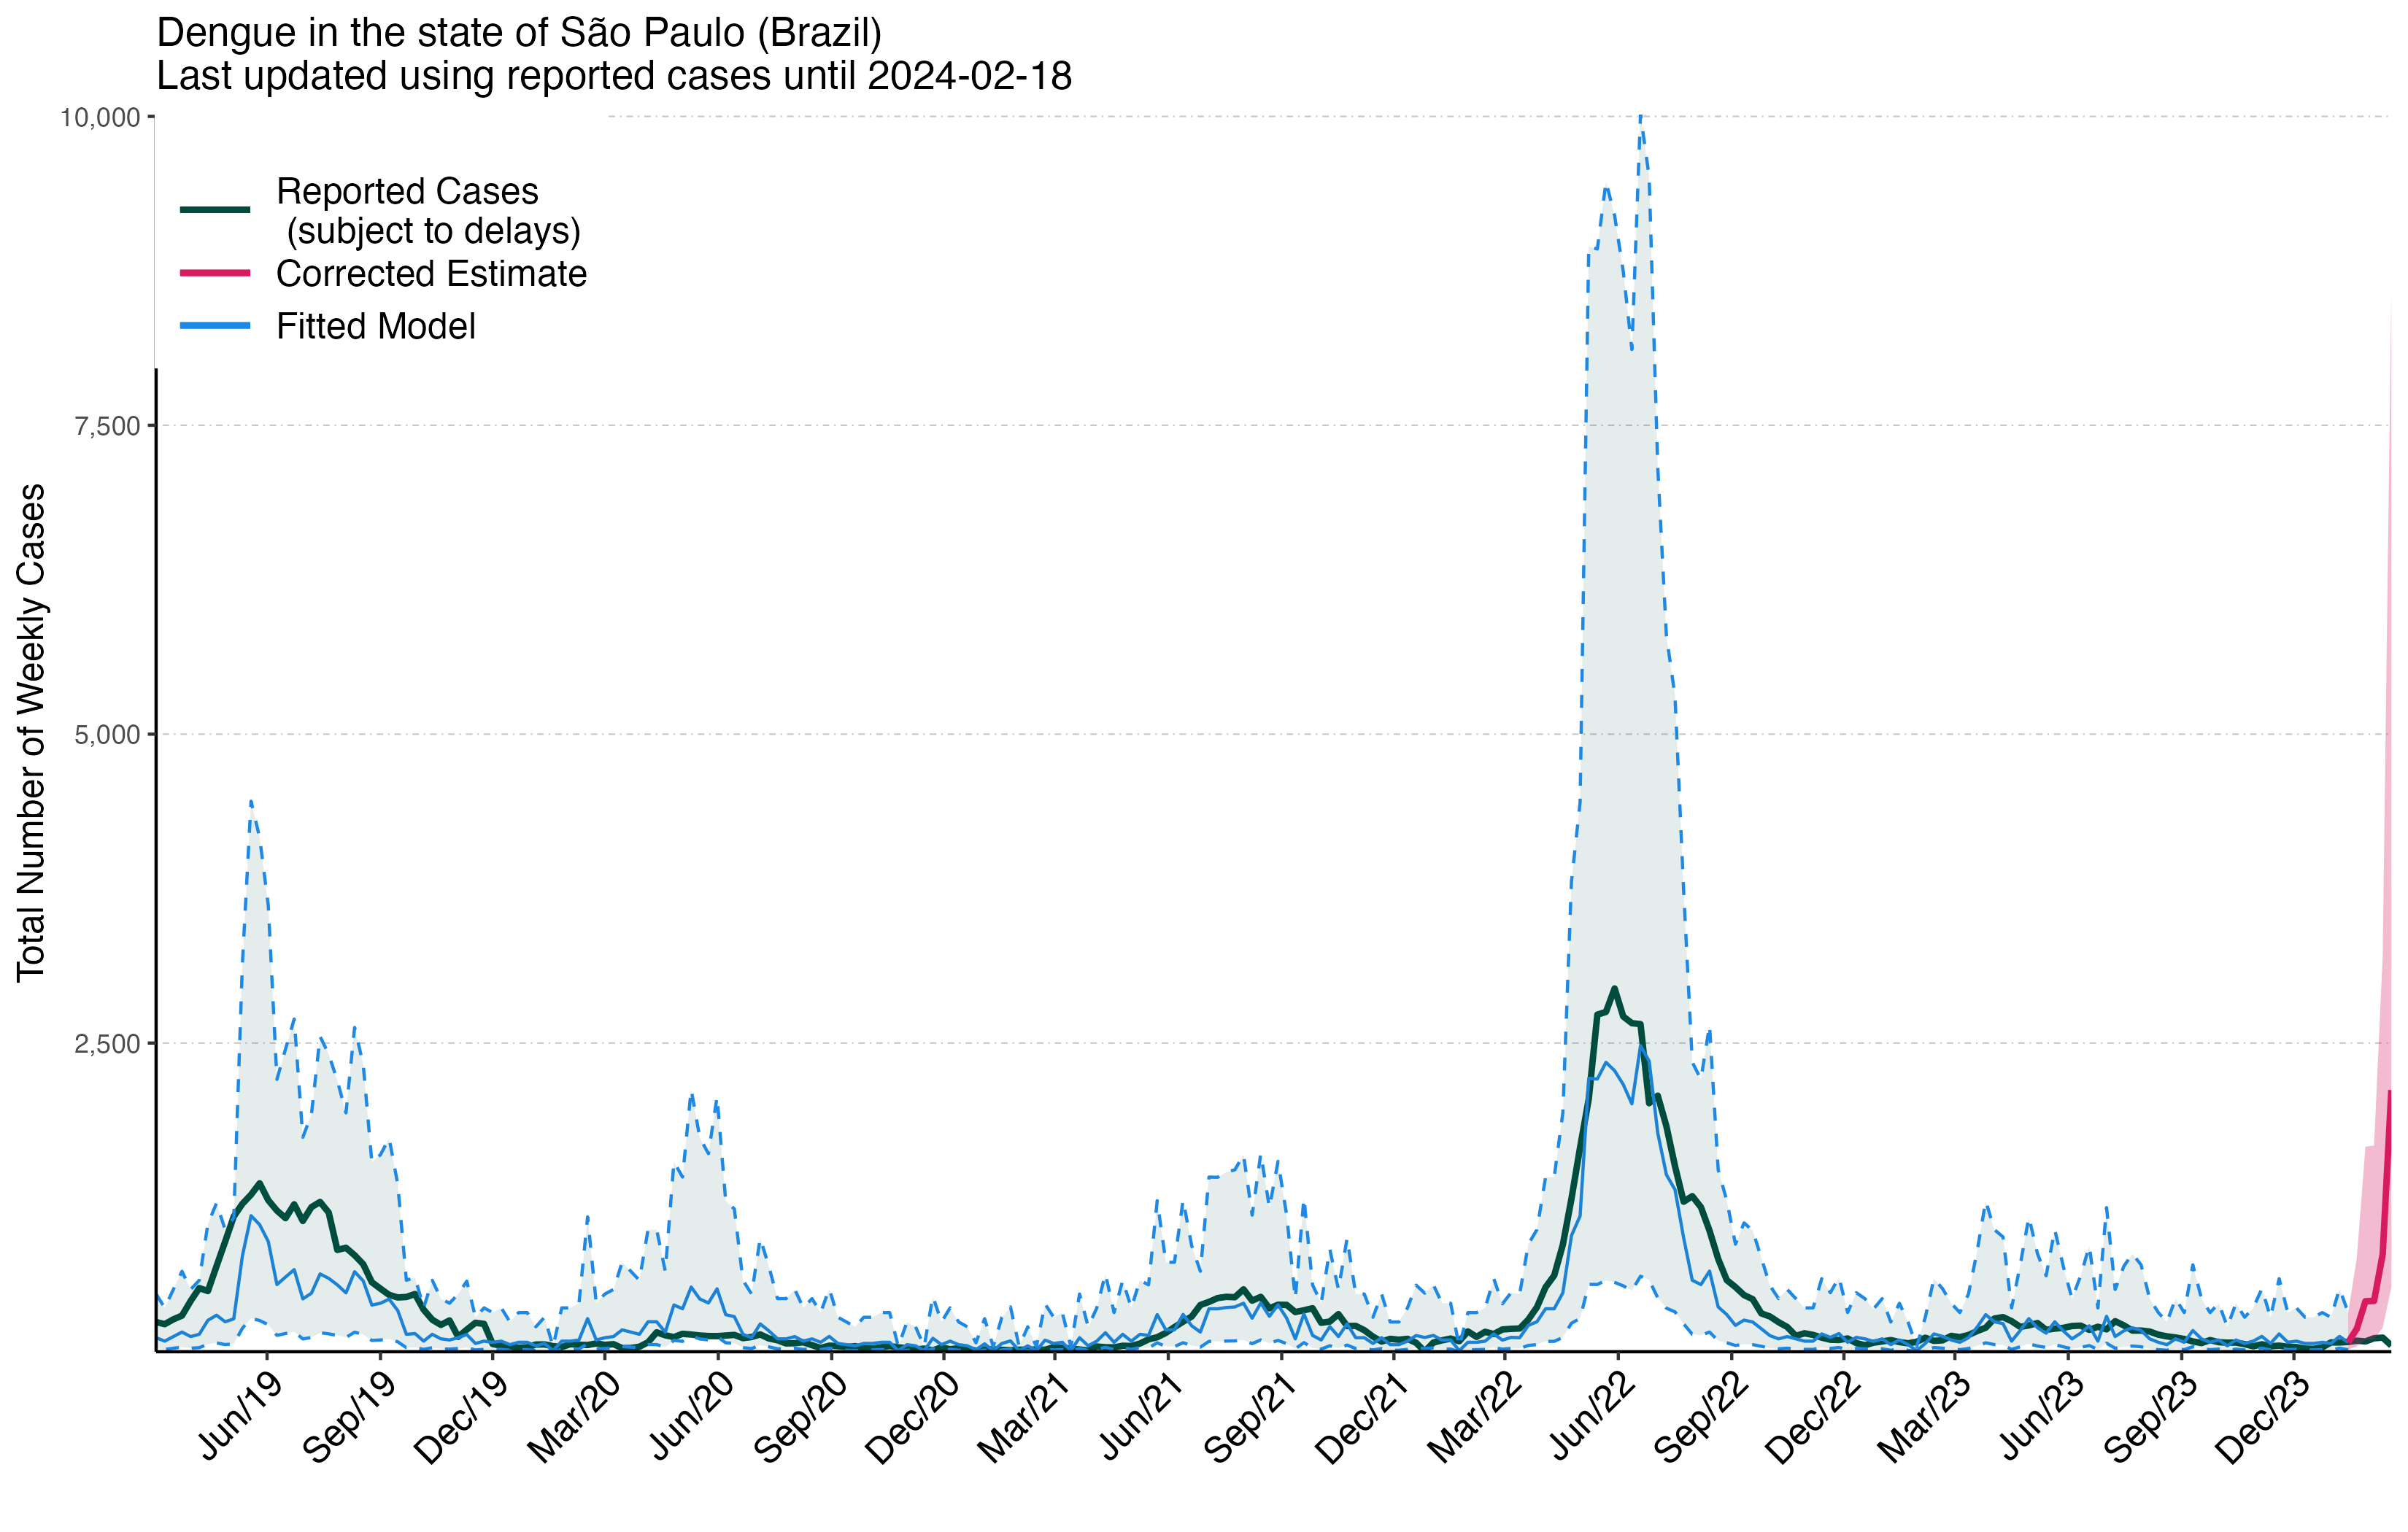 Dengue in the state of São Paulo (Brazil)
Last updated using reported cases until 2024-02-18
10,000
7,500
5,000
2,500
Total Number of Weekly Cases
Reported Cases
(subject to delays)
Corrected Estimate
Fitted Model
Jun/19
Sep/19
Dec/19
Mar/20
Jun/20
Sep/20
Dec/20
Mar/21
Jun/21
Sep/21
Dec/21
Mar/22
Jun/22
Sep/22
Dec/22
Mar/23
Jun/23
Sep/23
Dec/23